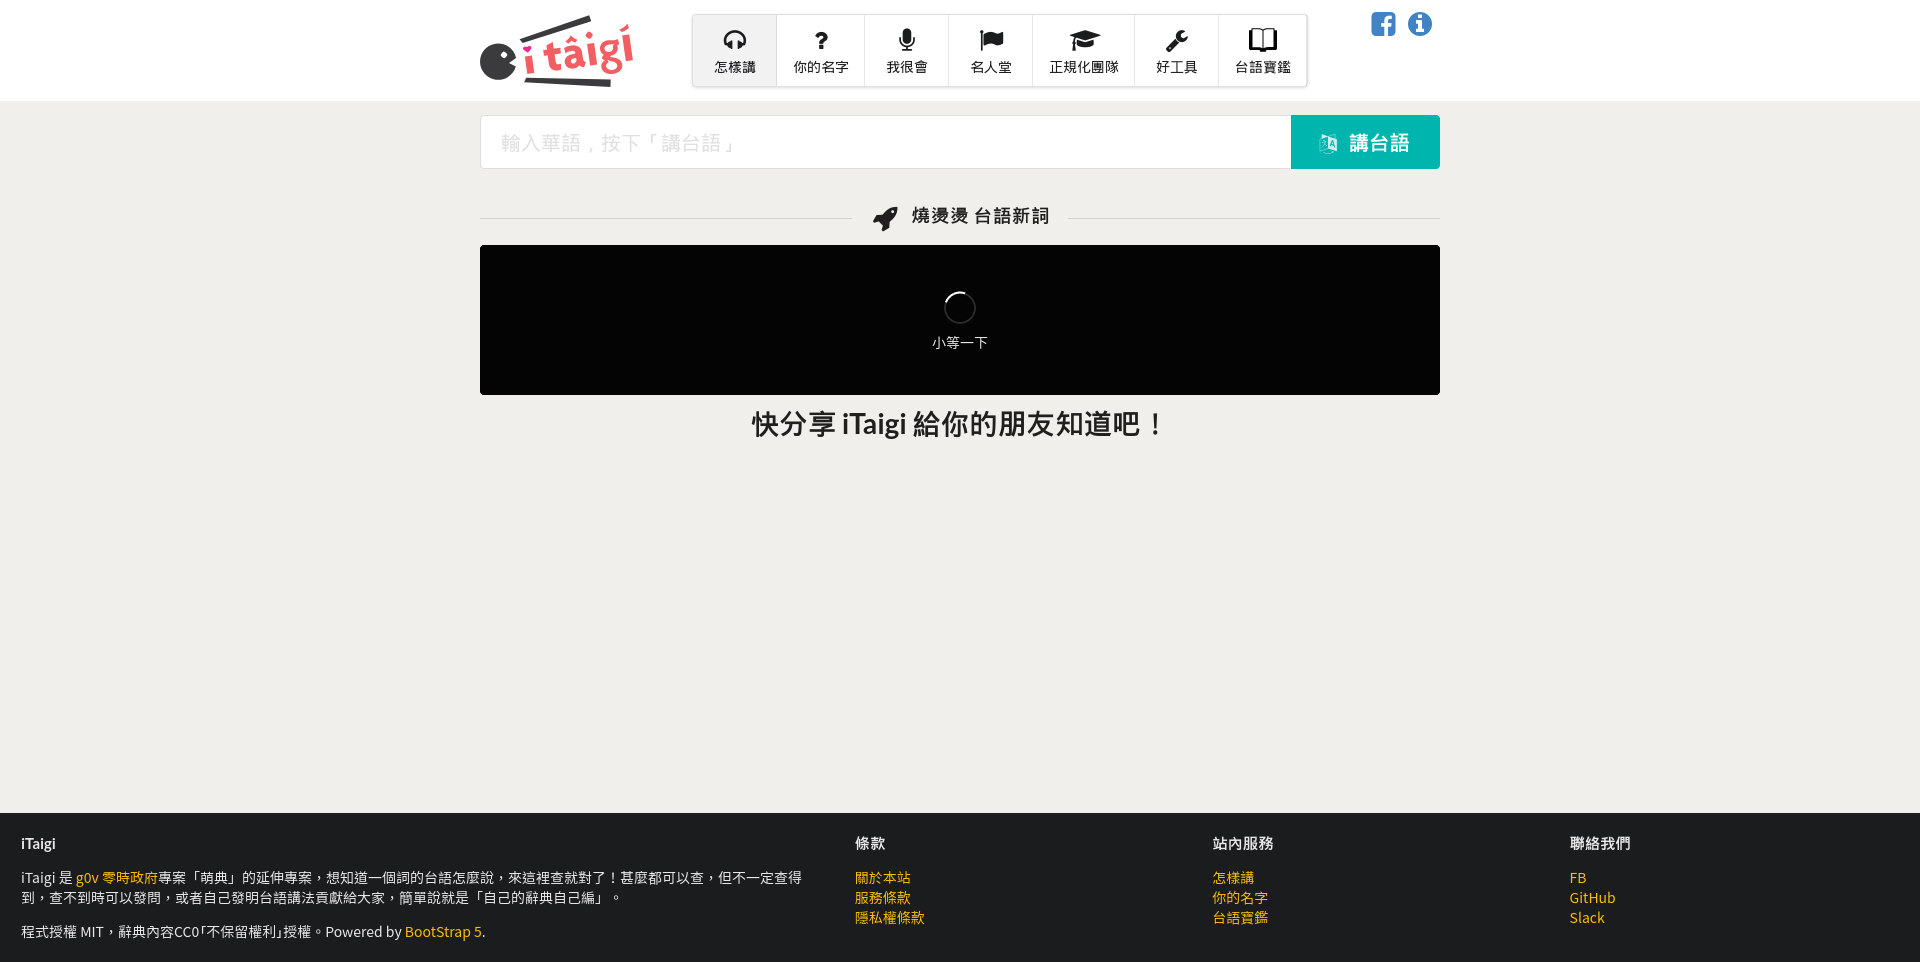 i tâigí
怎樣講
你的名字
我很會
名人堂
正規化團隊
好工具
台語寶鑑
輸入華語，按下「講台語」
講台語
燒燙燙 台語新詞
小等一下
快分享 iTaigi 給你的朋友知道吧！
iTaigi
iTaigi 是 g0v 零時政府專案「萌典」的延伸專案，想知道一個詞的台語怎麼說，來這裡查就對了！甚麼都可以查，但不一定查得
到，查不到時可以發問，或者自己發明台語講法貢獻給大家，簡單說就是「自己的辭典自己編」。
程式授權 MIT，辭典內容CC0｢不保留權利｣授權。Powered by BootStrap 5.
條款
關於本站
服務條款
隱私權條款
站內服務
怎樣講
你的名字
台語寶鑑
聯絡我們
FB
GitHub
Slack